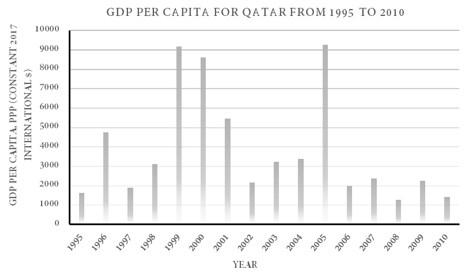 GDP PER CAPITA FOR QATAR FROM 1995 TO 2010
GDP PER CAPITA, PPP (CONSTANT 2017
INTERNATIONAL $)
10000
9000
8000
7000
6000
5000
4000
3000
2000
1000
0
1995 1996 1997 1998 1999 2000 2001 2002 2003 2004 2005 2006 2007 2008 2009 2010
YEAR